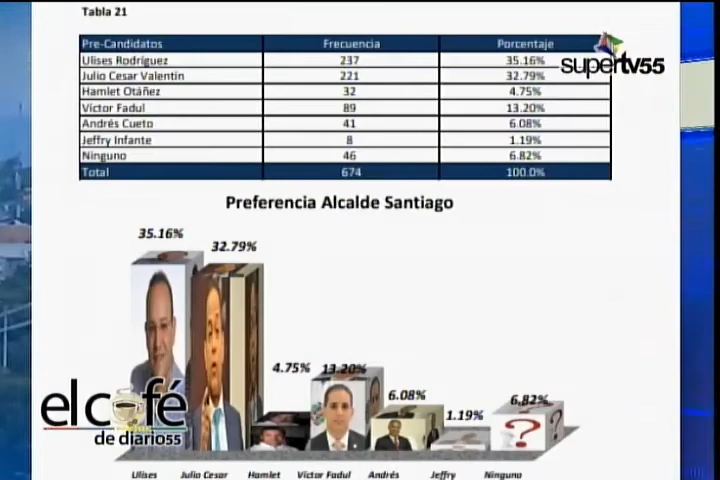 Tabla 21
Pre-Candidatos Frecuencia Porcentaje
Ulises Rodríguez 237 35.16%
Julio Cesar Valentín 221 32.79%
Hamlet Otáñez 32 4.75%
Víctor Fadul 89 13.20%
Andrés Cueto 41 6.08%
Jeffry Infante 8 1.19%
Ninguno 46 6.82%
Total 674 100.0%
supertv55
Preferencia Alcalde Santiago
35.16%
32.79%
4.75%
13.20%
6.08%
1.19%
6.82%
? ?
el café
de diario55
Ulises Julio Cesar Hamlet Víctor Fadul Andrés Jeffry Ninguno